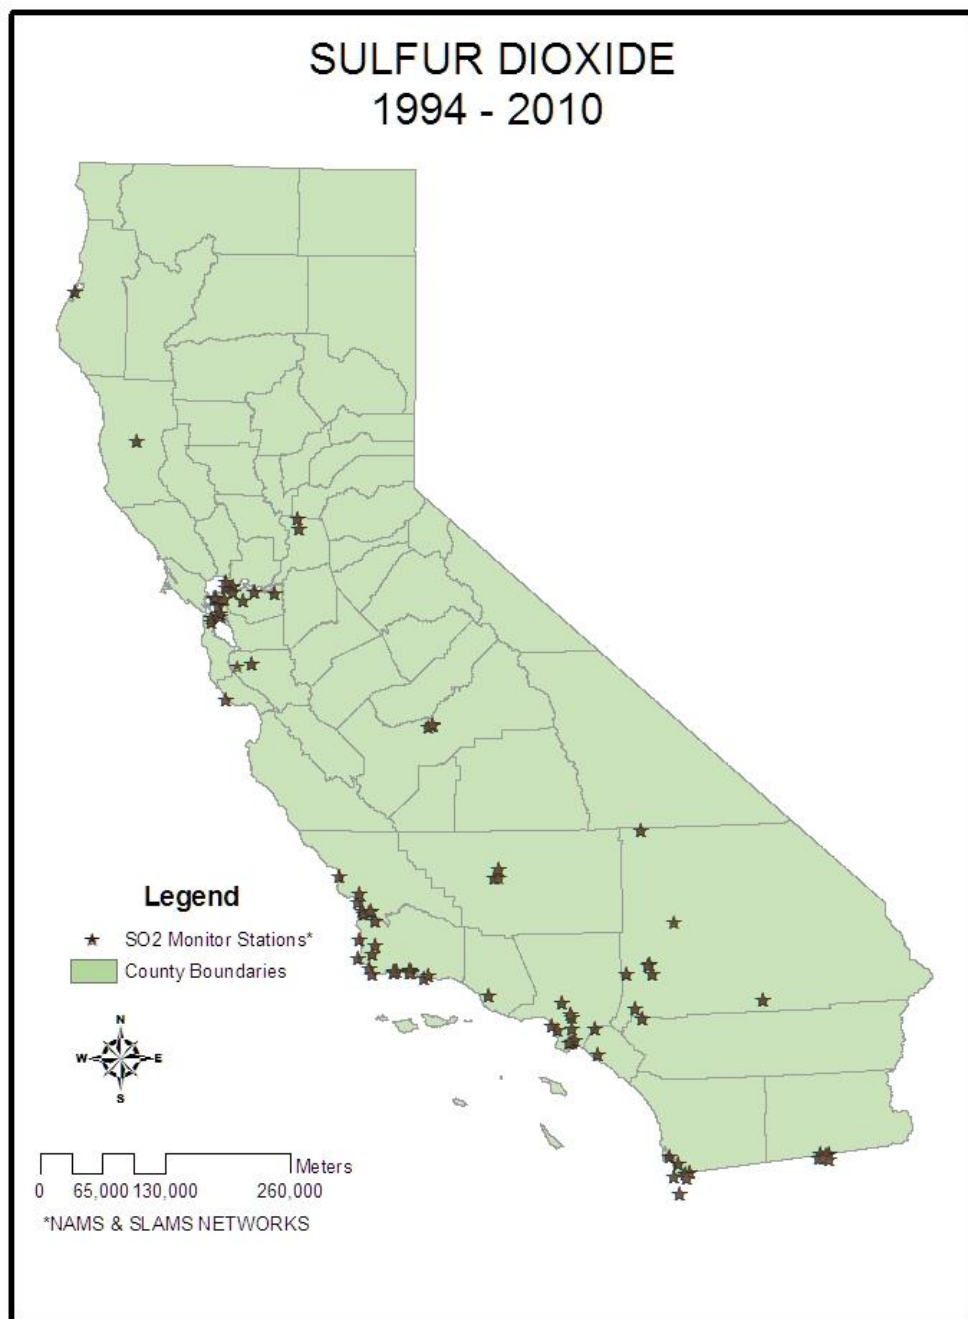 SULFUR DIOXIDE
1994 - 2010
Legend
SO2 Monitor Stations*
County Boundaries
N
W E
S
Meters
0 65,000 130,000 260,000
*NAMS & SLAMS NETWORKS